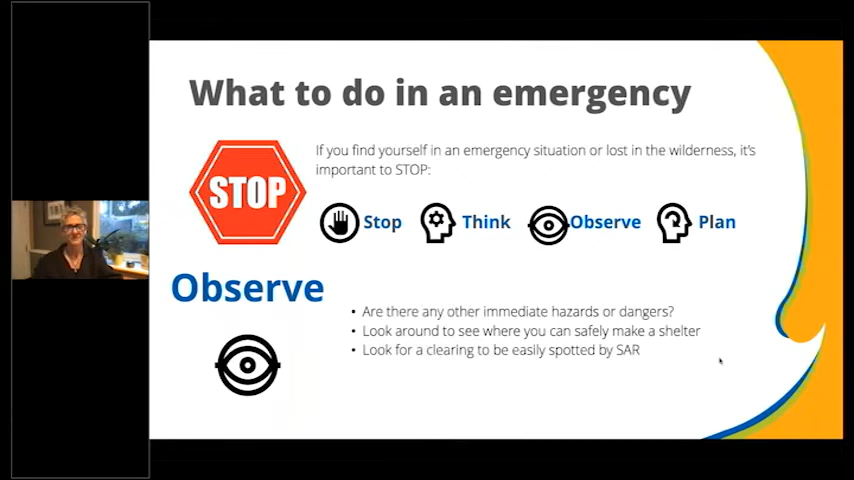 What to do in an emergency
STOP
If you find yourself in an emergency situation or lost in the wilderness, it's
important to STOP:
Stop Think Observe Plan
Observe
• Are there any other immediate hazards or dangers?
• Look around to see where you can safely make a shelter
• Look for a clearing to be easily spotted by SAR